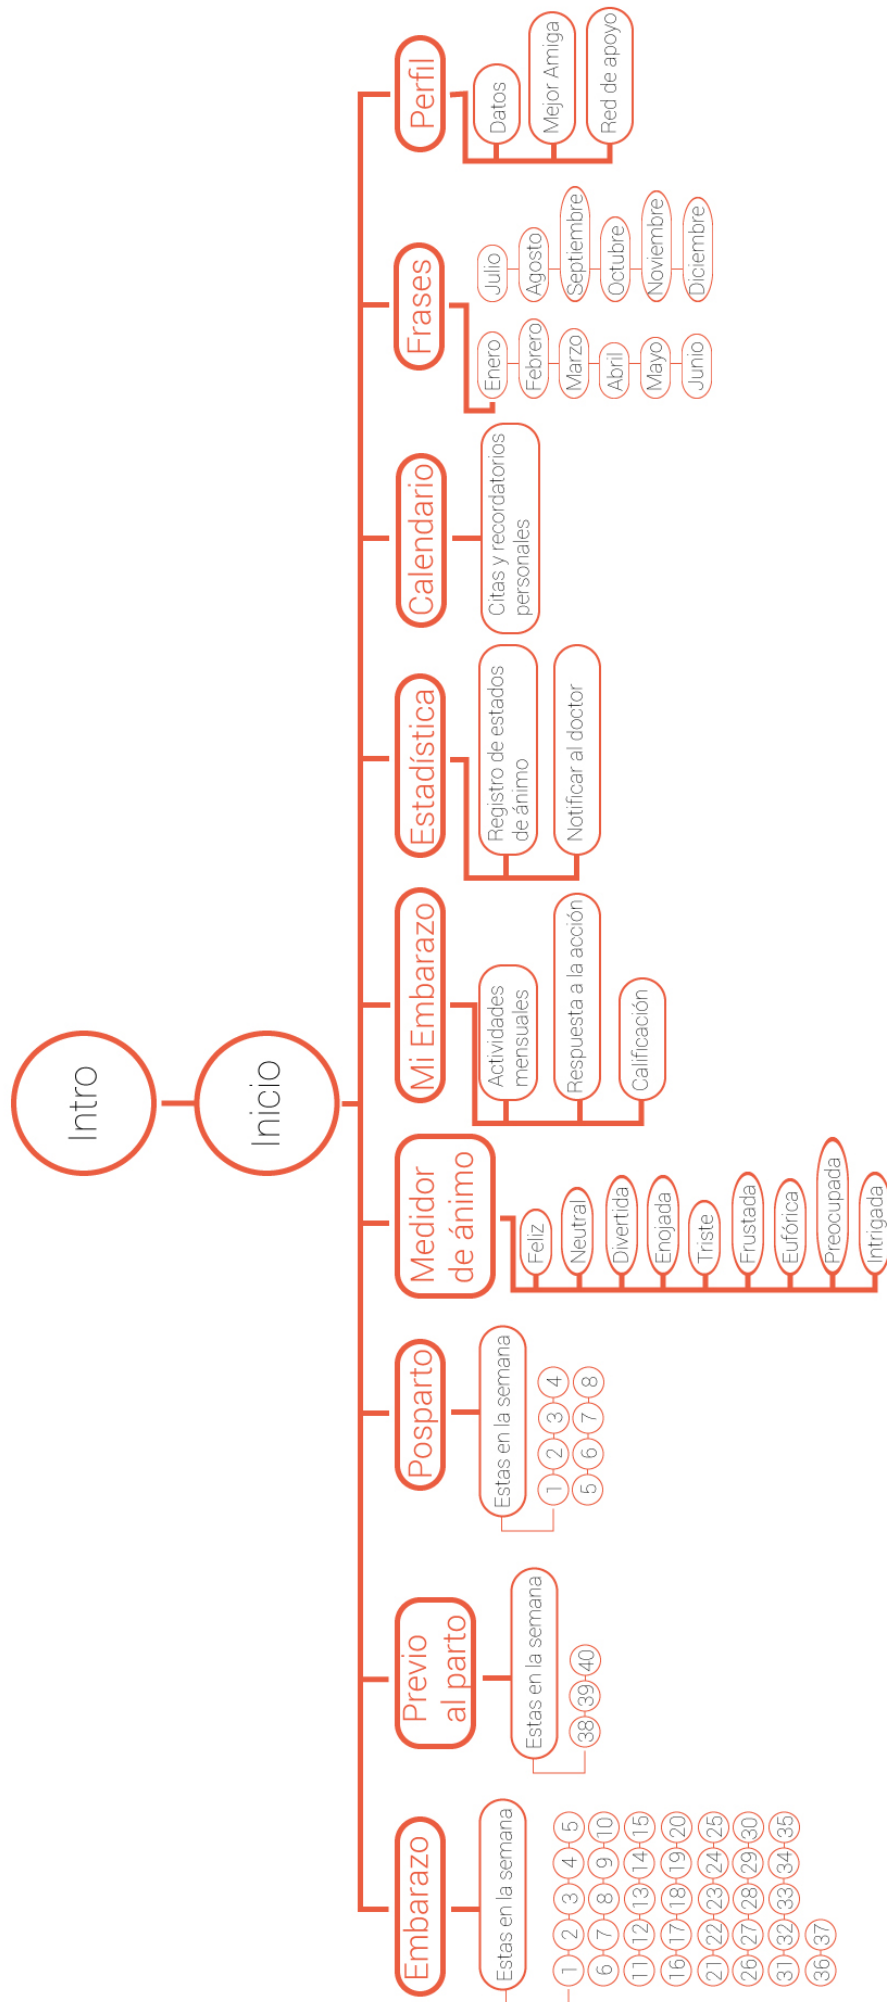 Intro
Inicio
Embarazo
Estas en la semana
1 2 3 4 5
6 7 8 9 10
11 12 13 14 15
16 17 18 19 20
21 22 23 24 25
26 27 28 29 30
31 32 33 34 35
36 37
Previo
al parto
Estas en la semana
38 39 40
Posparto
Estas en la semana
1 2 3 4
5 6 7 8
Medidor
de ánimo
Feliz
Neutral
Divertida
Enojada
Triste
Frustada
Eufórica
Preocupada
Intrigada
Mi Embarazo
Actividades
mensuales
Respuesta a la acción
Calificación
Estadística
Registro de estados
de ánimo
Notificar al doctor
Calendario
Citas y recordatorios
personales
Frases
Enero
Febrero
Marzo
Abril
Mayo
Junio
Julio
Agosto
Septiembre
Octubre
Noviembre
Diciembre
Perfil
Datos
Mejor Amiga
Red de apoyo